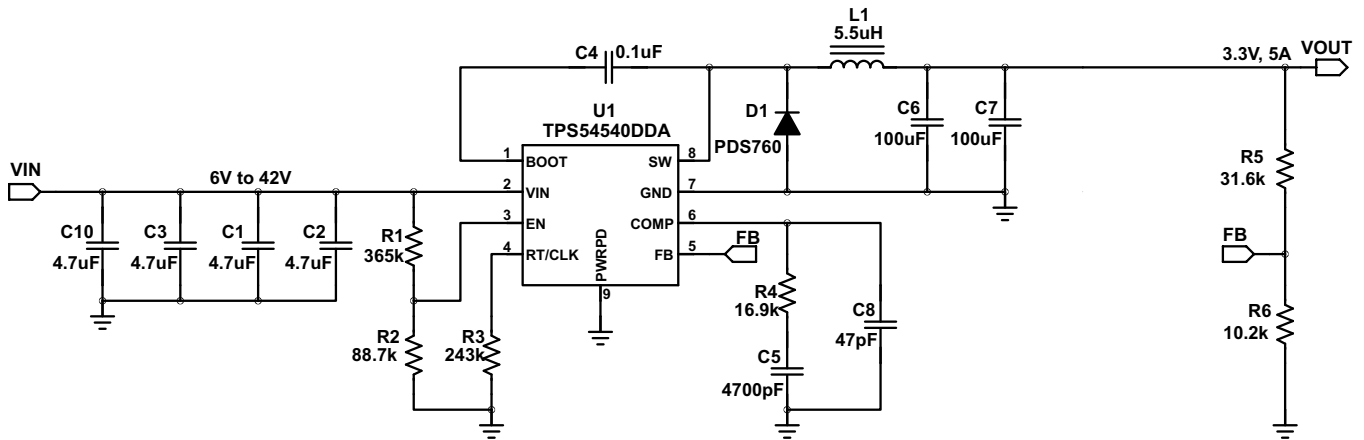 L1
5.5uH
C4
0.1uF
3.3V, 5A
VOUT
U1
TPS54540DDA
D1
PDS760
C6
100uF
C7
100uF
VIN
6V to 42V
1
BOOT
SW
8
2
VIN
GND
7
3
EN
COMP
6
4
RT/CLK
FB
5
PWRPD
9
FB
R5
31.6k
FB
C10
4.7uF
C3
4.7uF
C1
4.7uF
C2
4.7uF
R1
365k
R2
88.7k
R3
243k
R4
16.9k
C8
47pF
C5
4700pF
R6
10.2k